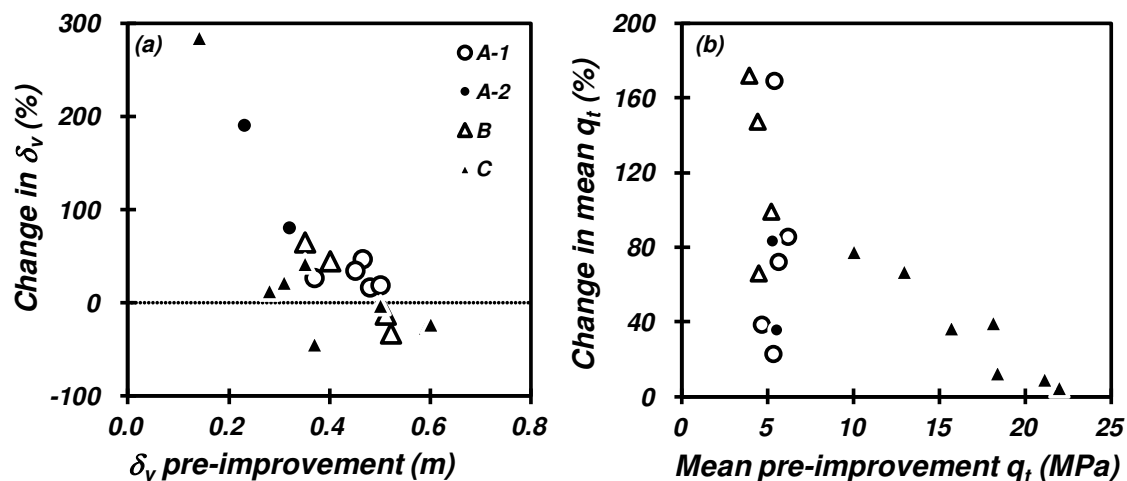 (a)
A-1
A-2
B
C
300
200
100
0
-100
0.0 0.2 0.4 0.6 0.8
Change in δv (%)
δv pre-improvement (m)
(b)
200
160
120
80
40
0
0 5 10 15 20 25
Change in mean qt (%)
Mean pre-improvement qt (MPa)